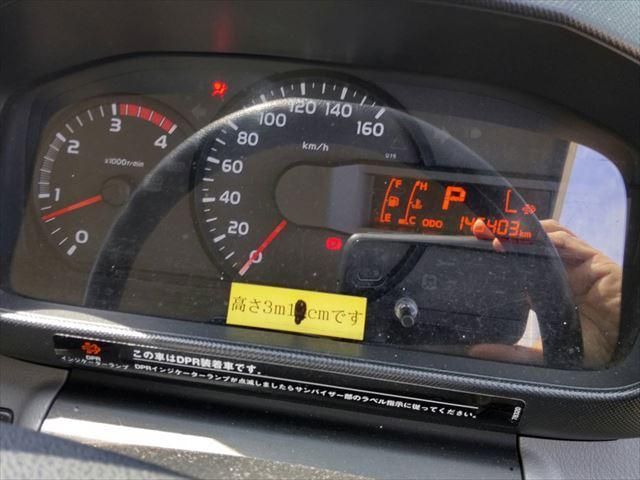 0
1
2
3
4
x1000r/min
0
20
40
60
80
100
120
140
160
km/h
F
E
H
C
P
L
ODO
km
高さ3m1 cmです
DPR
インジケーターランプ
この車はDPR装着車です。
DPRインジケーターランプが点滅しましたらサンバイザー部のラベル指示に従ってください。